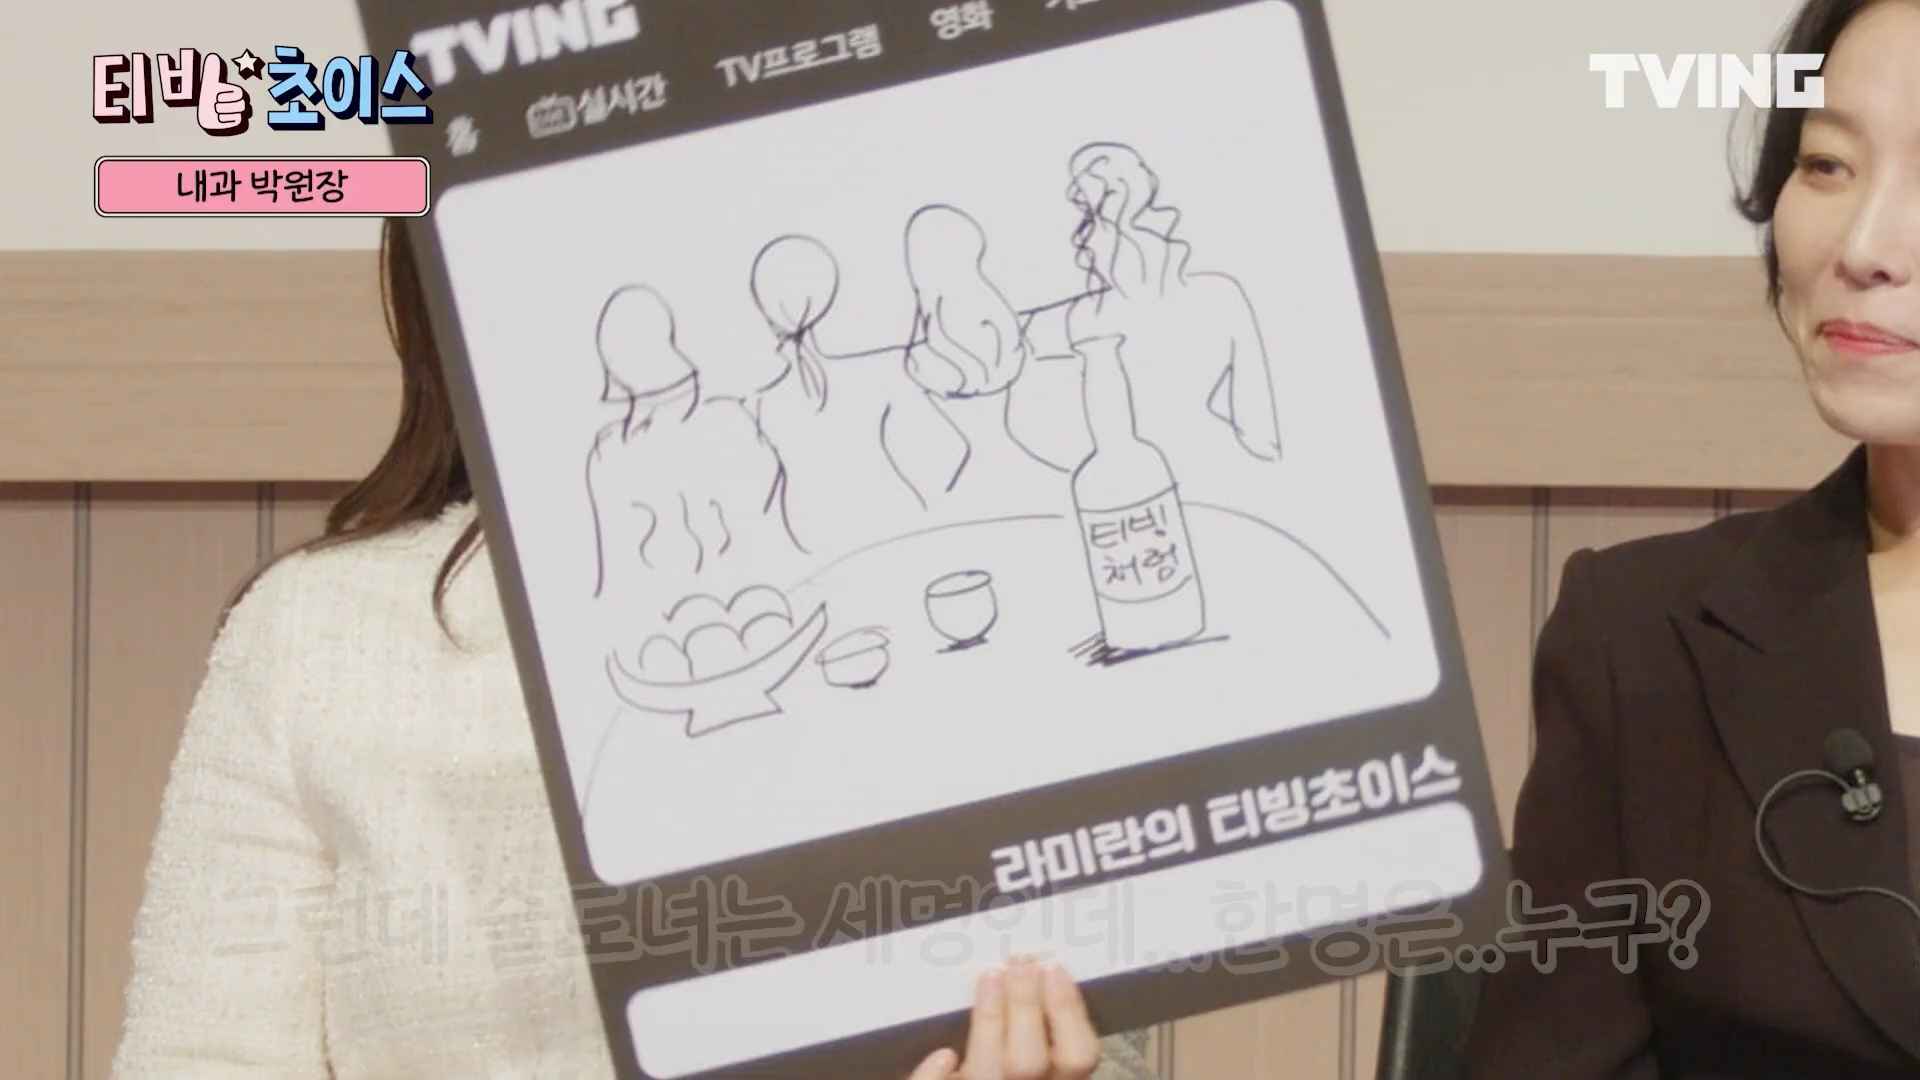 티빙초이스
내과 박원장
TVING
TVING
홈
실시간
TV프로그램
영화
티빙
처럼
라미란의 티빙초이스
그런데 술도녀는 세명인데...한명은..누구?